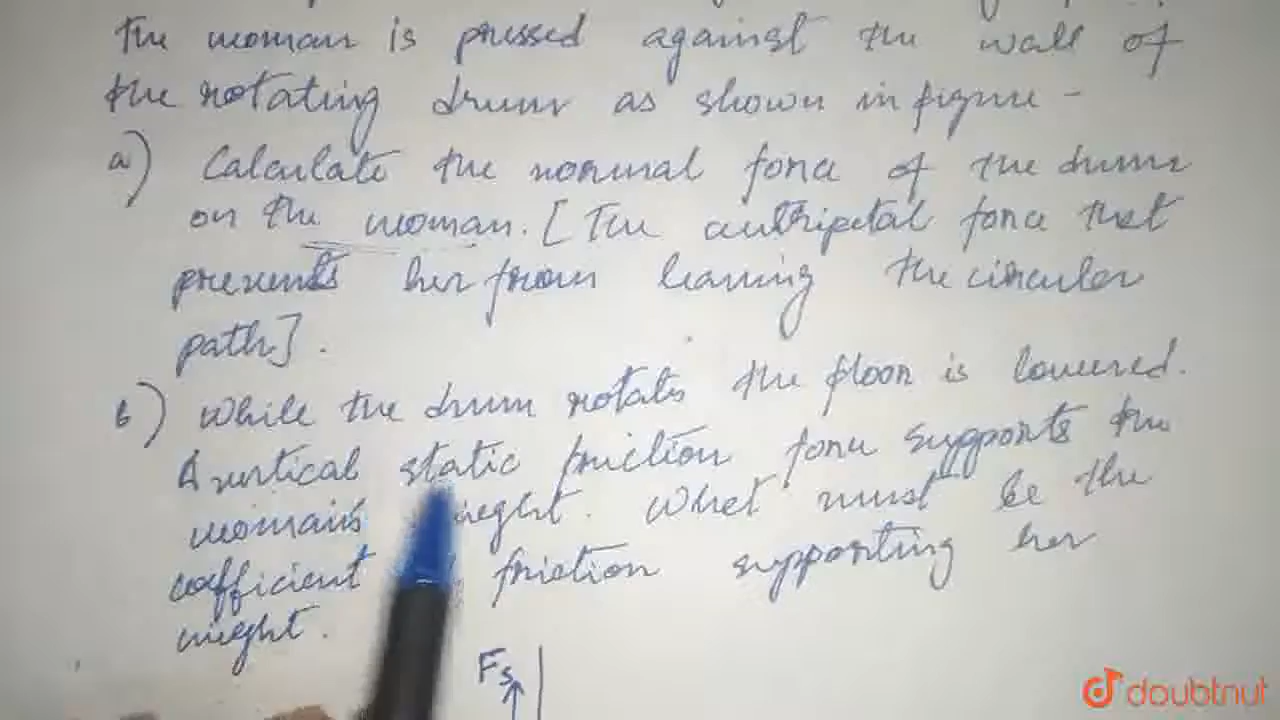 the woman is pressed against the wall of
the rotating drum as shown in figure -
a) Calculate the normal force of the drum
on the woman. [The centripetal force that
prevents her from leaving the circular
path].
b) While the drum rotates the floor is lowered.
A vertical static friction force supports the
woman's weight. What must be the
coefficient friction supporting her
weight.
Fs
doubtnut